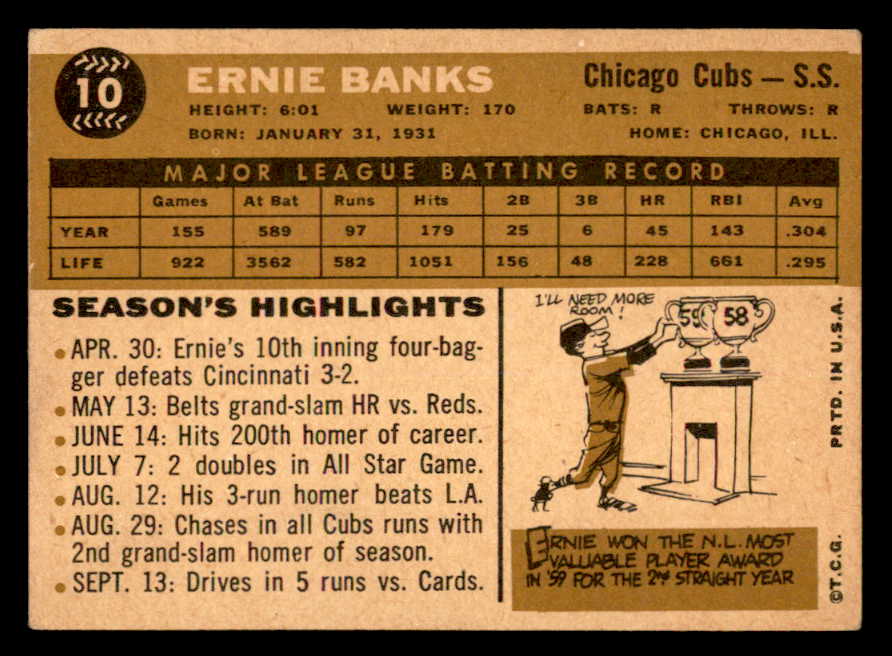 10
ERNIE BANKS
Chicago Cubs — S.S.
HEIGHT: 6:01 WEIGHT: 170 BATS: R THROWS: R
BORN: JANUARY 31, 1931 HOME: CHICAGO, ILL.
MAJOR LEAGUE BATTING RECORD
Games At Bat Runs Hits 2B 3B HR RBI Avg
YEAR 155 589 97 179 25 6 45 143 .304
LIFE 922 3562 582 1051 156 48 228 661 .295
SEASON'S HIGHLIGHTS
• APR. 30: Ernie's 10th inning four-bag-
ger defeats Cincinnati 3-2.
• MAY 13: Belts grand-slam HR vs. Reds.
• JUNE 14: Hits 200th homer of career.
• JULY 7: 2 doubles in All Star Game.
• AUG. 12: His 3-run homer beats L.A.
• AUG. 29: Chases in all Cubs runs with
2nd grand-slam homer of season.
• SEPT. 13: Drives in 5 runs vs. Cards.
I'LL NEED MORE
ROOM!
59 58
ERNIE WON THE N.L. MOST
VALUABLE PLAYER AWARD
IN '59 FOR THE 2nd STRAIGHT YEAR
PRTD. IN U.S.A.
©T.C.G.